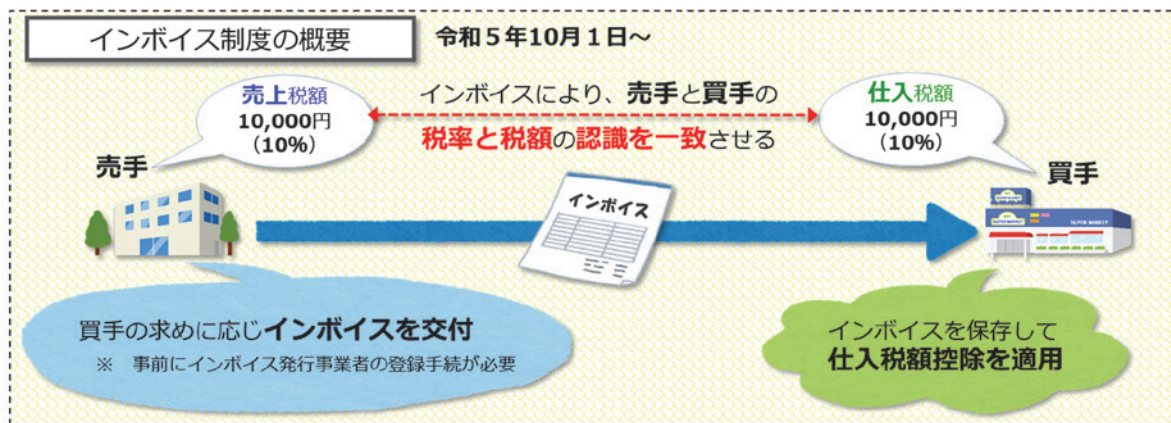 インボイス制度の概要
令和5年10月1日～
売上税額
10,000円
（10%）
インボイスにより、売手と買手の
税率と税額の認識を一致させる
仕入税額
10,000円
（10%）
売手
買手
インボイス
買手の求めに応じインボイスを交付
※ 事前にインボイス発行事業者の登録手続が必要
インボイスを保存して
仕入税額控除を適用